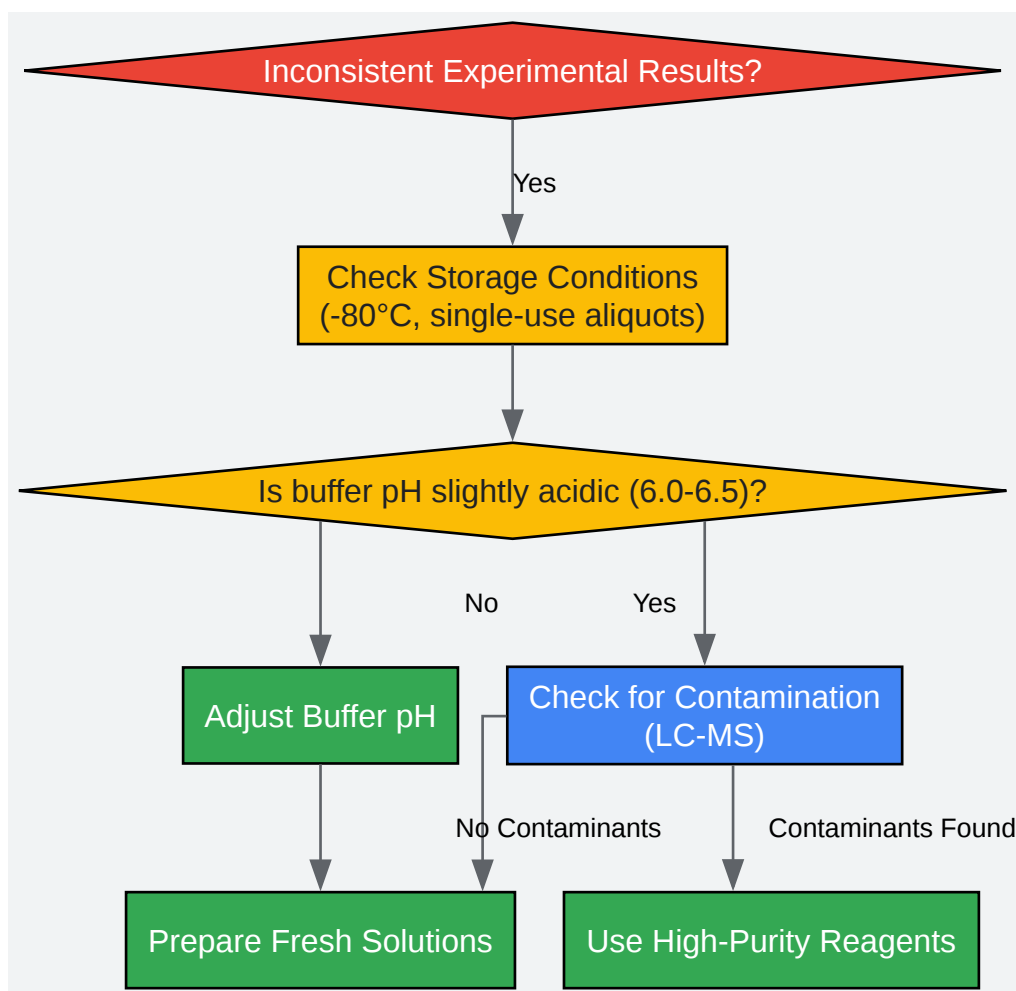 Inconsistent Experimental Results?
Yes
Check Storage Conditions
(-80°C, single-use aliquots)
Is buffer pH slightly acidic (6.0-6.5)?
No
Yes
Adjust Buffer pH
Check for Contamination
(LC-MS)
No Contaminants
Contaminants Found
Prepare Fresh Solutions
Use High-Purity Reagents